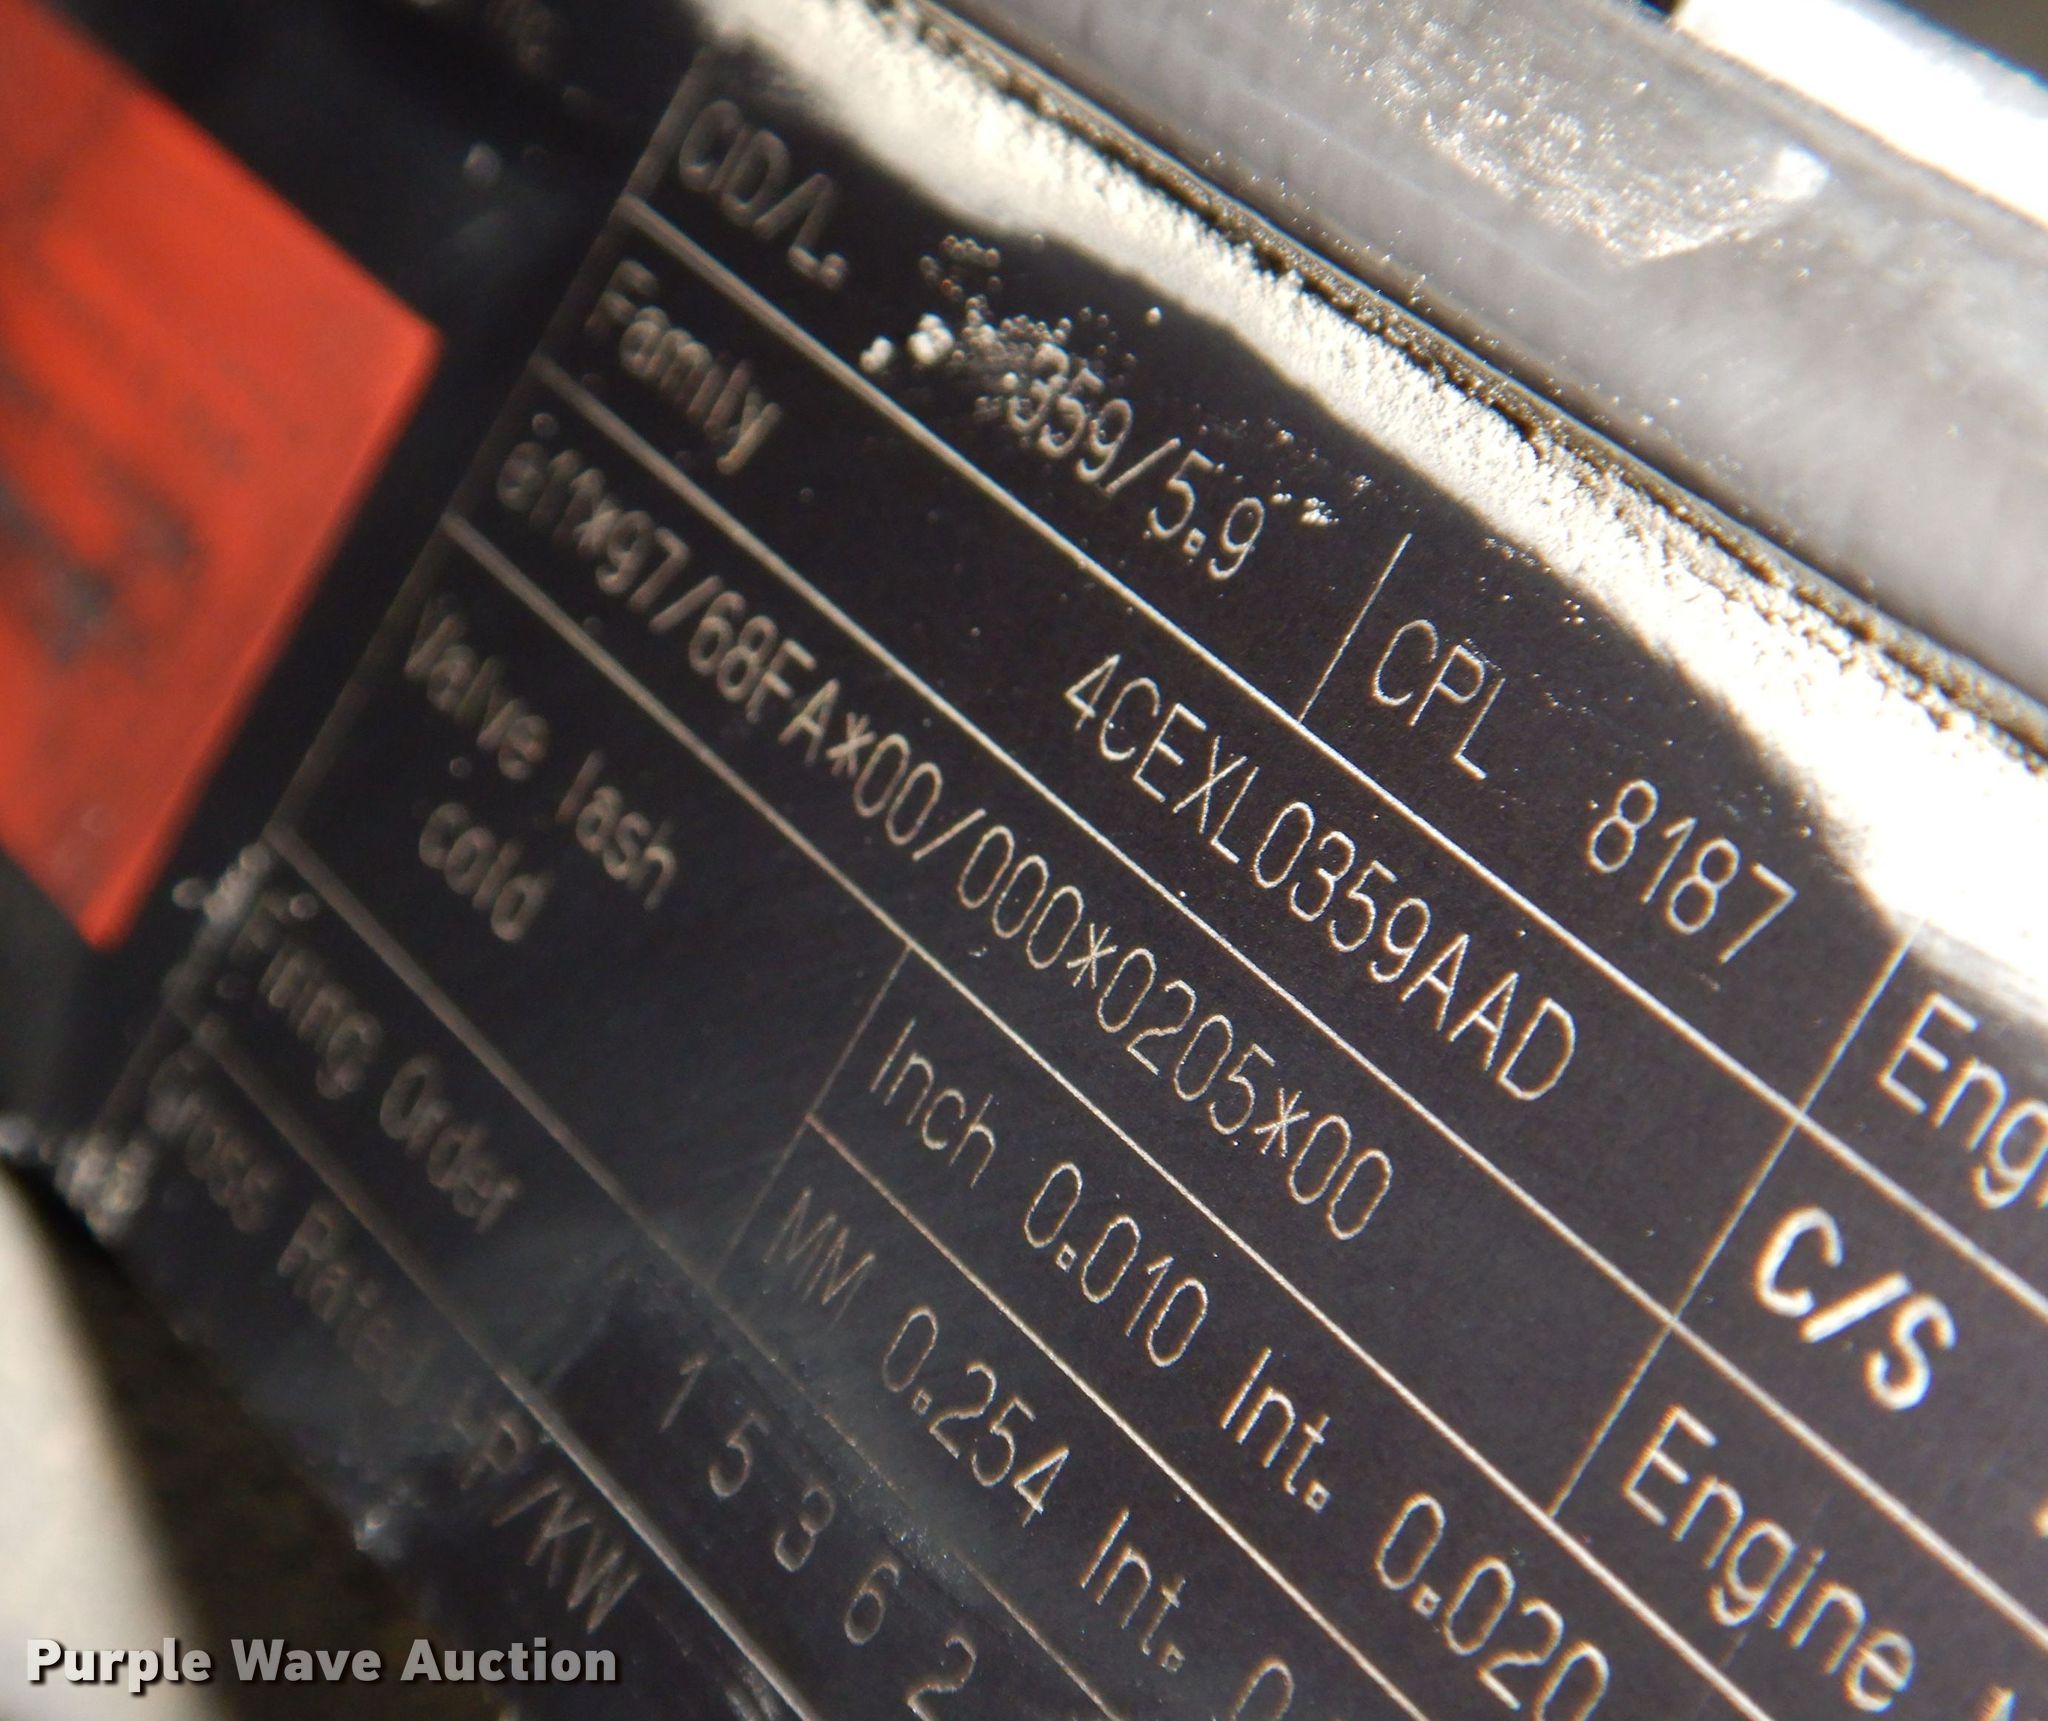 CID/L. 359/5.9 CPL 8187
Family 4CEXL0359AAD C/S
e11*97/68FA*00/000*0205*00
Valve lash cold
Inch 0.010 Int. 0.020
MM 0.254 Int.
Engine
Firing Order 1 5 3 6 2
Gross Rated HP/KW
Purple Wave Auction